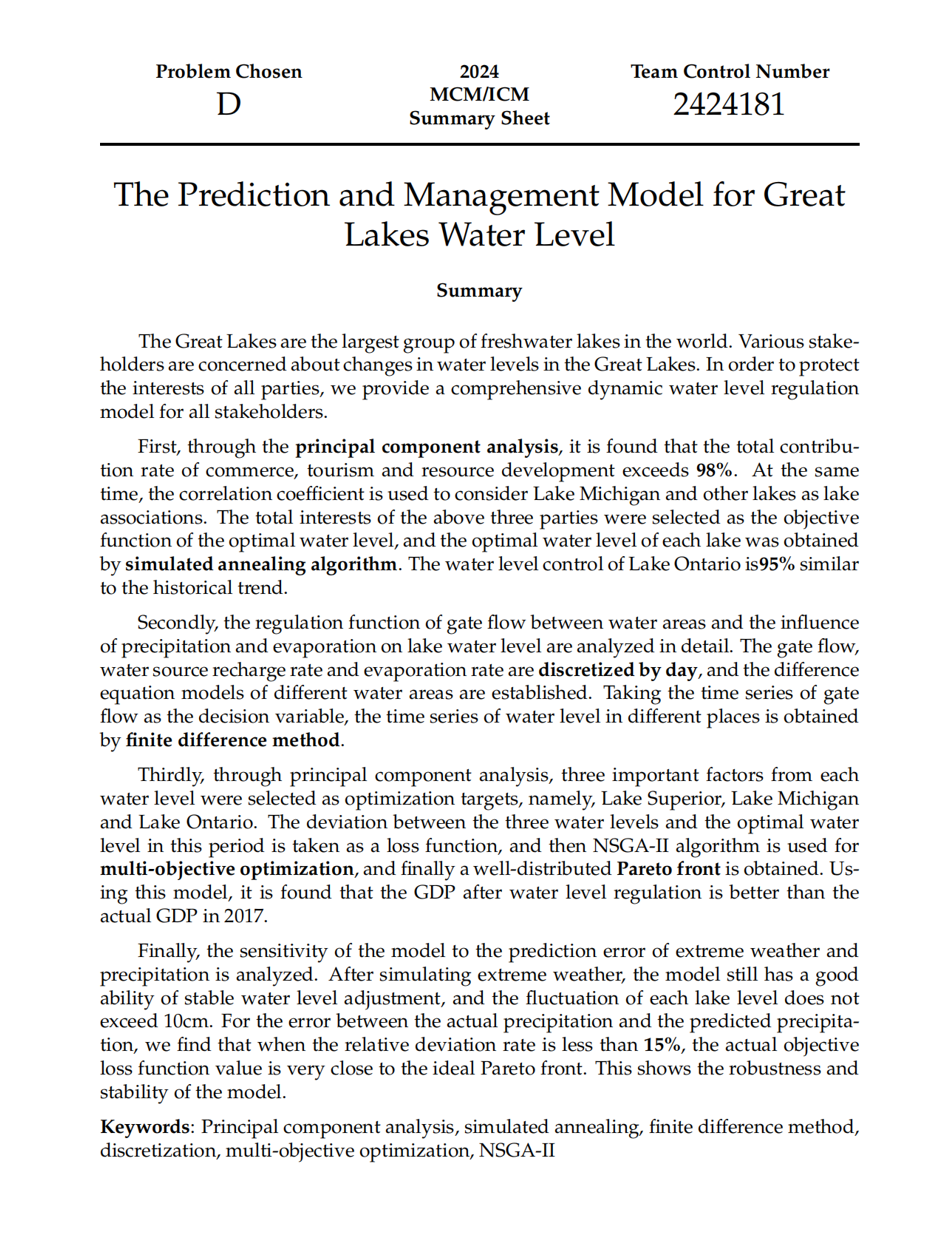 Problem Chosen
D
2024
MCM/ICM
Summary Sheet
Team Control Number
2424181
The Prediction and Management Model for Great
Lakes Water Level
Summary
The Great Lakes are the largest group of freshwater lakes in the world. Various stake-
holders are concerned about changes in water levels in the Great Lakes. In order to protect
the interests of all parties, we provide a comprehensive dynamic water level regulation
model for all stakeholders.
First, through the principal component analysis, it is found that the total contribu-
tion rate of commerce, tourism and resource development exceeds 98%. At the same
time, the correlation coefficient is used to consider Lake Michigan and other lakes as lake
associations. The total interests of the above three parties were selected as the objective
function of the optimal water level, and the optimal water level of each lake was obtained
by simulated annealing algorithm. The water level control of Lake Ontario is95% similar
to the historical trend.
Secondly, the regulation function of gate flow between water areas and the influence
of precipitation and evaporation on lake water level are analyzed in detail. The gate flow,
water source recharge rate and evaporation rate are discretized by day, and the difference
equation models of different water areas are established. Taking the time series of gate
flow as the decision variable, the time series of water level in different places is obtained
by finite difference method.
Thirdly, through principal component analysis, three important factors from each
water level were selected as optimization targets, namely, Lake Superior, Lake Michigan
and Lake Ontario. The deviation between the three water levels and the optimal water
level in this period is taken as a loss function, and then NSGA-II algorithm is used for
multi-objective optimization, and finally a well-distributed Pareto front is obtained. Us-
ing this model, it is found that the GDP after water level regulation is better than the
actual GDP in 2017.
Finally, the sensitivity of the model to the prediction error of extreme weather and
precipitation is analyzed. After simulating extreme weather, the model still has a good
ability of stable water level adjustment, and the fluctuation of each lake level does not
exceed 10cm. For the error between the actual precipitation and the predicted precipita-
tion, we find that when the relative deviation rate is less than 15%, the actual objective
loss function value is very close to the ideal Pareto front. This shows the robustness and
stability of the model.
Keywords: Principal component analysis, simulated annealing, finite difference method,
discretization, multi-objective optimization, NSGA-II